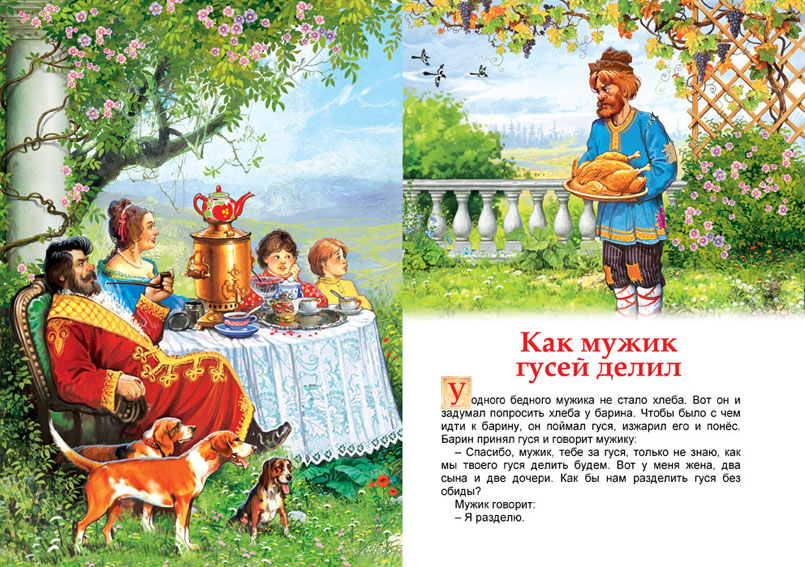 Как мужик
гусей делил
У одного бедного мужика не стало хлеба. Вот он и
задумал попросить хлеба у барина. Чтобы было с чем
идти к барину, он поймал гуся, изжарил его и понёс.
Барин принял гуся и говорит мужику:
– Спасибо, мужик, тебе за гуся, только не знаю, как
мы твоего гуся делить будем. Вот у меня жена, два
сына и две дочери. Как бы нам разделить гуся без
обиды?
Мужик говорит:
– Я разделю.